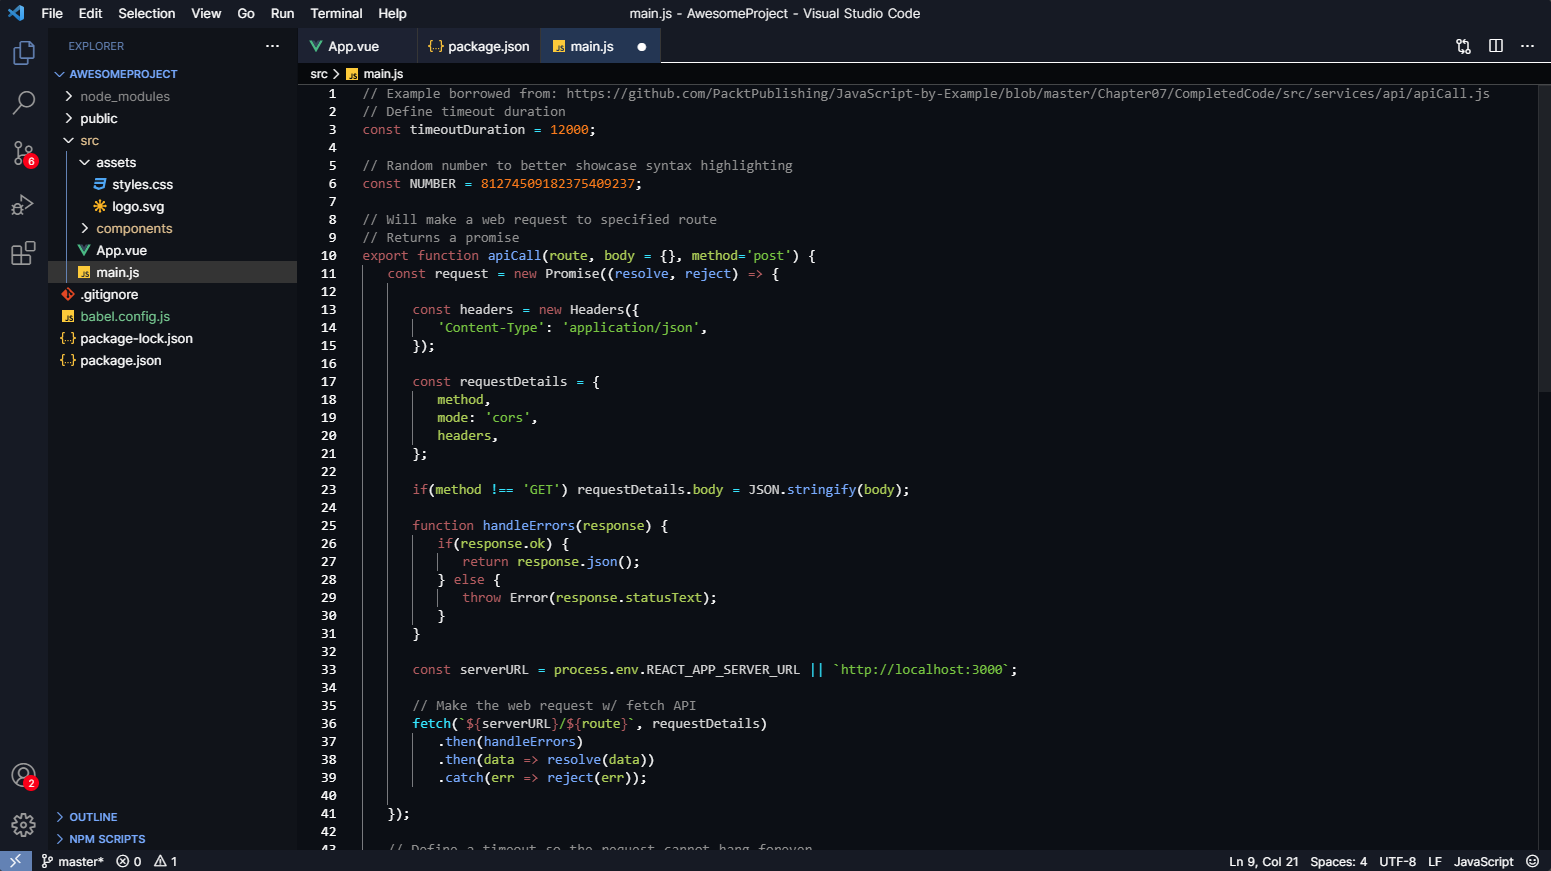 File Edit Selection View Go Run Terminal Help
main.js - AwesomeProject - Visual Studio Code
EXPLORER
AWESOMEPROJECT
node_modules
public
src
assets
styles.css
logo.svg
components
App.vue
main.js
.gitignore
babel.config.js
package-lock.json
package.json
OUTLINE
NPM SCRIPTS
6
2
App.vue
package.json
main.js
src > main.js
1 // Example borrowed from: https://github.com/PacktPublishing/JavaScript-by-Example/blob/master/Chapter07/CompletedCode/src/services/api/apiCall.js
2 // Define timeout duration
3 const timeoutDuration = 12000;
4
5 // Random number to better showcase syntax highlighting
6 const NUMBER = 81274509182375409237;
7
8 // Will make a web request to specified route
9 // Returns a promise
10 export function apiCall(route, body = {}, method='post') {
11 const request = new Promise((resolve, reject) => {
12
13 const headers = new Headers({
14 'Content-Type': 'application/json',
15 });
16
17 const requestDetails = {
18 method,
19 mode: 'cors',
20 headers,
21 };
22
23 if(method !== 'GET') requestDetails.body = JSON.stringify(body);
24
25 function handleErrors(response) {
26 if(response.ok) {
27 return response.json();
28 } else {
29 throw Error(response.statusText);
30 }
31 }
32
33 const serverURL = process.env.REACT_APP_SERVER_URL || `http://localhost:3000`;
34
35 // Make the web request w/ fetch API
36 fetch(`${serverURL}/${route}`, requestDetails)
37 .then(handleErrors)
38 .then(data => resolve(data))
39 .catch(err => reject(err));
40
41 });
42
43 // Define a timeout so the request cannot hang forever
master* 0 1
Ln 9, Col 21 Spaces: 4 UTF-8 LF JavaScript